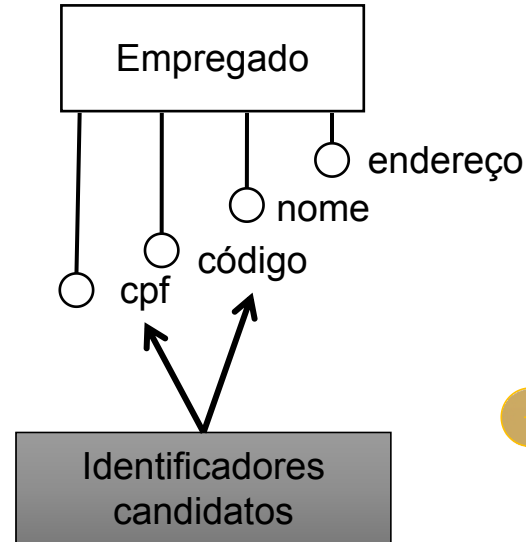 Empregado
endereço
nome
código
cpf
Identificadores
candidatos